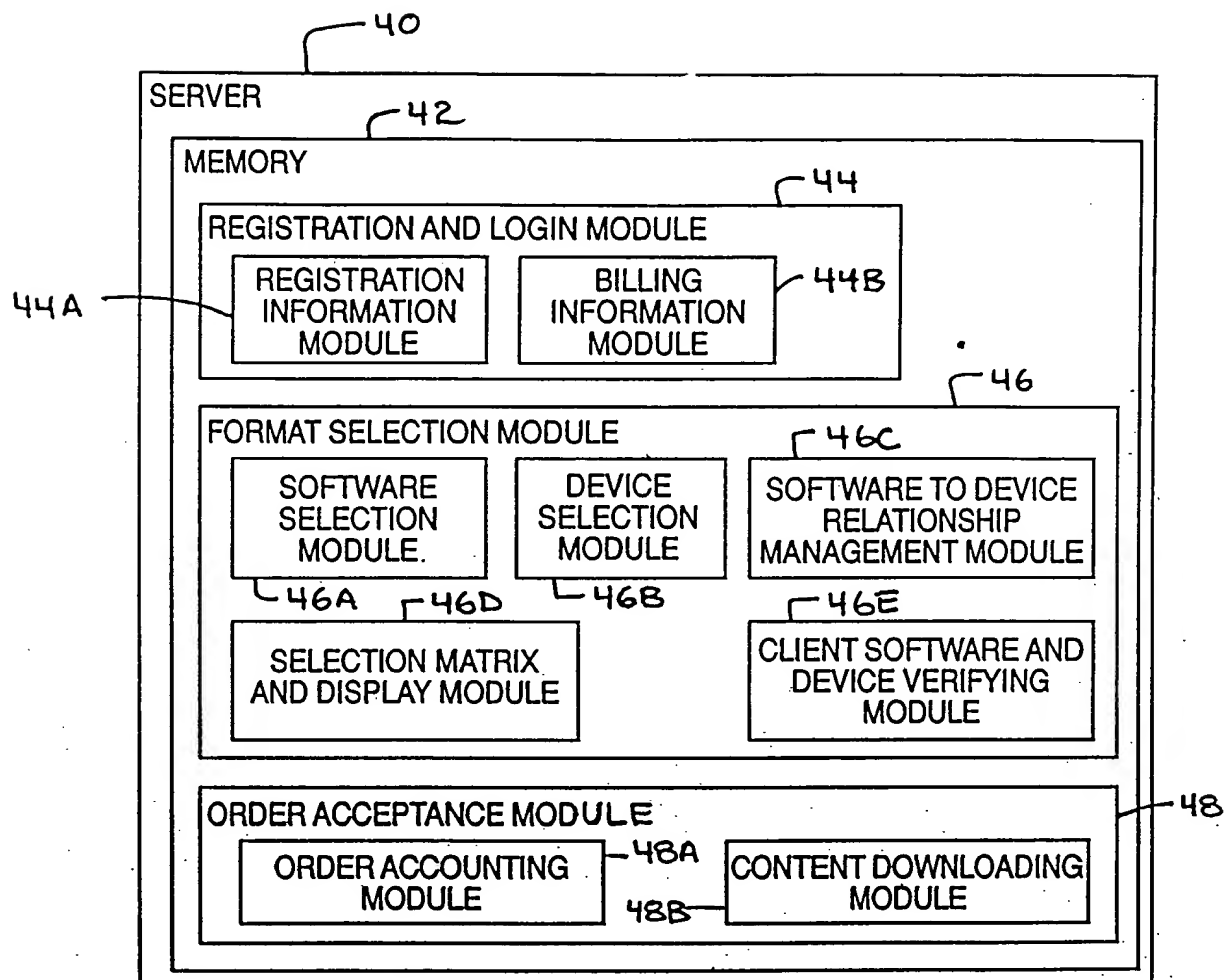 40
SERVER
42
MEMORY
44
REGISTRATION AND LOGIN MODULE
44A
REGISTRATION
INFORMATION
MODULE
BILLING
INFORMATION
MODULE
44B
46
FORMAT SELECTION MODULE
46C
SOFTWARE
SELECTION
MODULE.
DEVICE
SELECTION
MODULE
SOFTWARE TO DEVICE
RELATIONSHIP
MANAGEMENT MODULE
46A
46D
46B
46E
SELECTION MATRIX
AND DISPLAY MODULE
CLIENT SOFTWARE AND
DEVICE VERIFYING
MODULE
48
ORDER ACCEPTANCE MODULE
ORDER ACCOUNTING
MODULE
48A
48B
CONTENT DOWNLOADING
MODULE